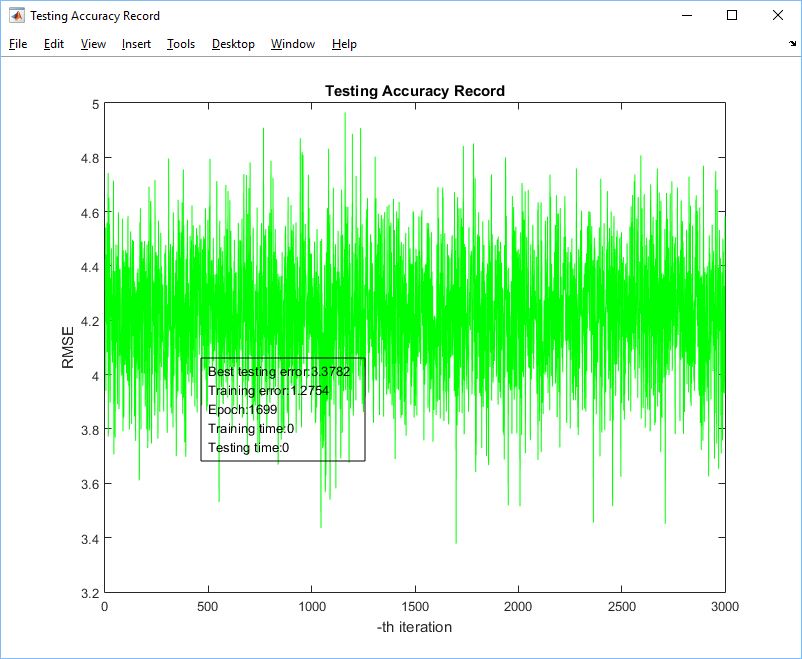 Testing Accuracy Record
File Edit View Insert Tools Desktop Window Help
Testing Accuracy Record
5
4.8
4.6
4.4
4.2
4
3.8
3.6
3.4
3.2
RMSE
Best testing error:3.3782
Training error:1.2754
Epoch:1699
Training time:0
Testing time:0
0 500 1000 1500 2000 2500 3000
-th iteration